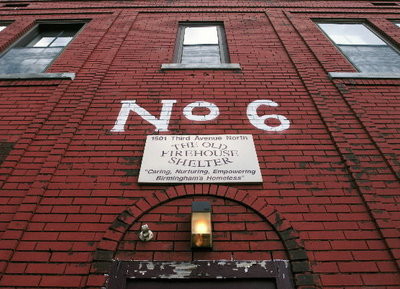 No 6
1501 Third Avenue North
THE OLD
FIREHOUSE
SHELTER
"Caring, Nurturing, Empowering
Birmingham's Homeless"